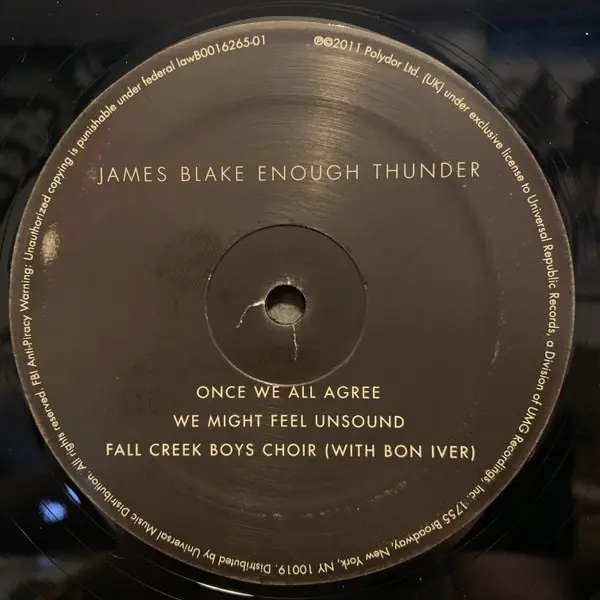 JAMES BLAKE ENOUGH THUNDER
ONCE WE ALL AGREE
WE MIGHT FEEL UNSOUND
FALL CREEK BOYS CHOIR (WITH BON IVER)
℗©2011 Polydor Ltd. (UK) under exclusive license to Universal Republic Records, a Division of UMG Recordings, Inc. 1755 Broadway, New York, NY 10019. Distributed by Universal Music Distribution. All rights reserved. FBI Anti-Piracy Warning: Unauthorized copying is punishable under federal lawB0016265-01